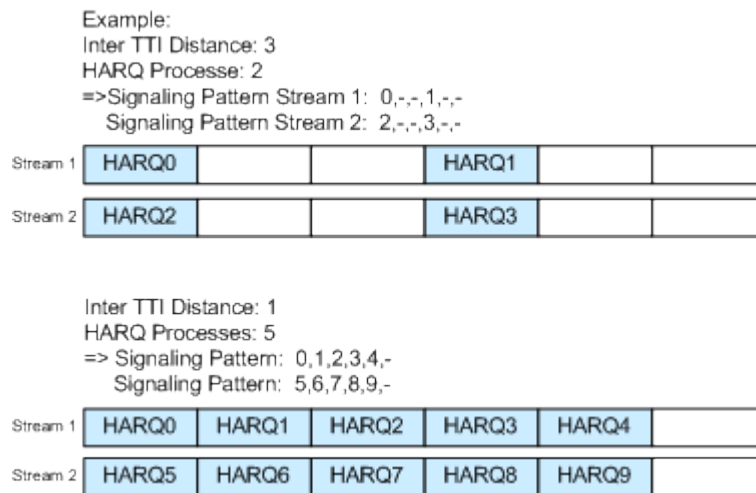 Example:
Inter TTI Distance: 3
HARQ Processe: 2
=>Signaling Pattern Stream 1: 0,-,-,1,-,-
Signaling Pattern Stream 2: 2,-,-,3,-,-
Stream 1 HARQ0 HARQ1
Stream 2 HARQ2 HARQ3
Inter TTI Distance: 1
HARQ Processes: 5
=> Signaling Pattern: 0,1,2,3,4,-
Signaling Pattern: 5,6,7,8,9,-
Stream 1 HARQ0 HARQ1 HARQ2 HARQ3 HARQ4
Stream 2 HARQ5 HARQ6 HARQ7 HARQ8 HARQ9